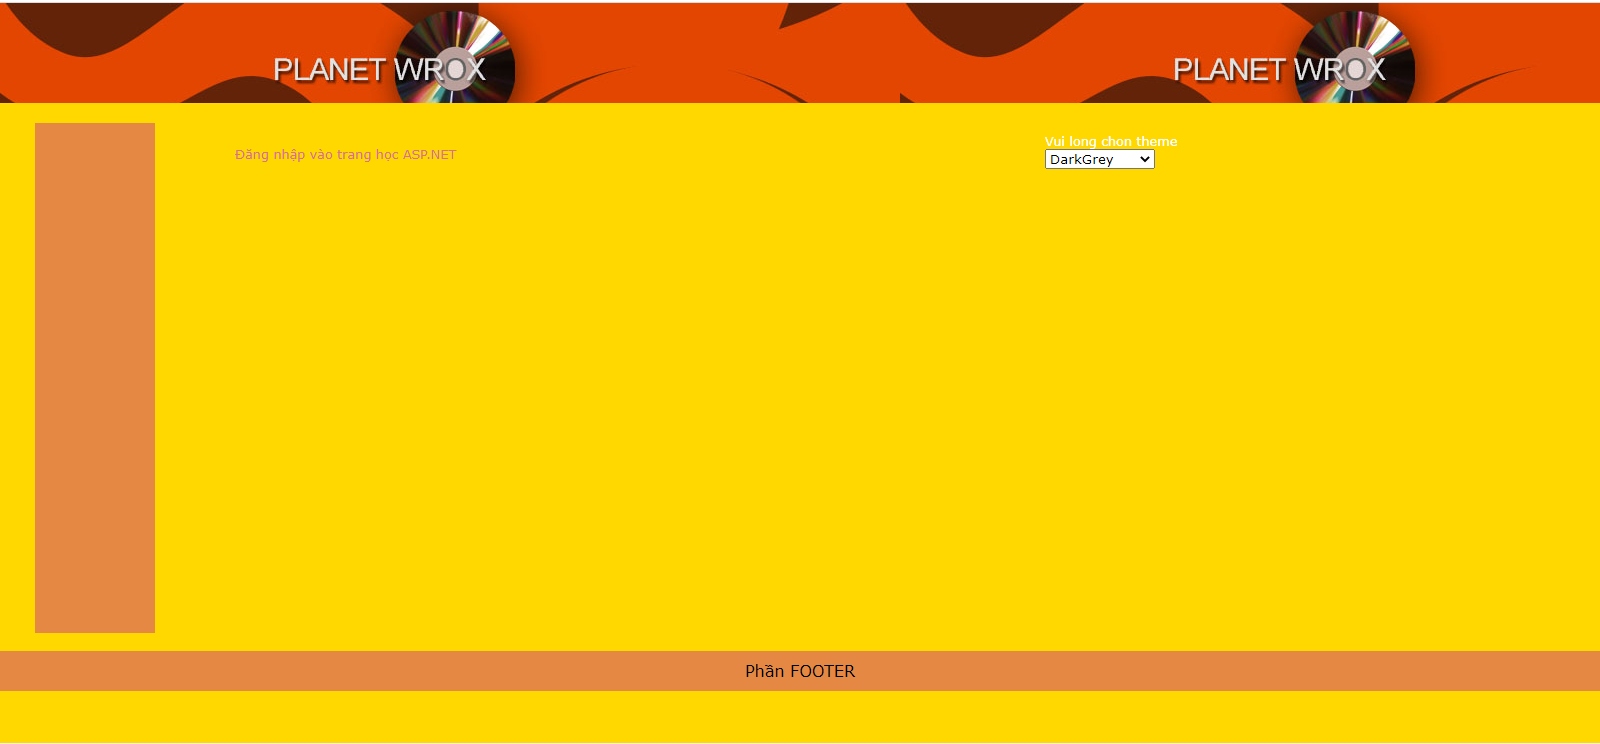 PLANET WROX
PLANET WROX
Đăng nhập vào trang học ASP.NET
Vui long chon theme
DarkGrey
Phần FOOTER